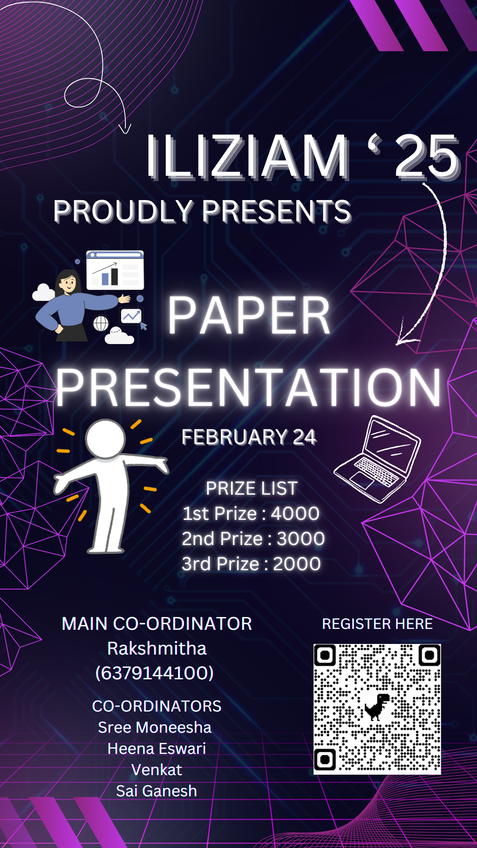 ILIZIAM ‘ 25
PROUDLY PRESENTS
PAPER
PRESENTATION
FEBRUARY 24
PRIZE LIST
1st Prize : 4000
2nd Prize : 3000
3rd Prize : 2000
MAIN CO-ORDINATOR
Rakshmitha
(6379144100)
CO-ORDINATORS
Sree Moneesha
Heena Eswari
Venkat
Sai Ganesh
REGISTER HERE